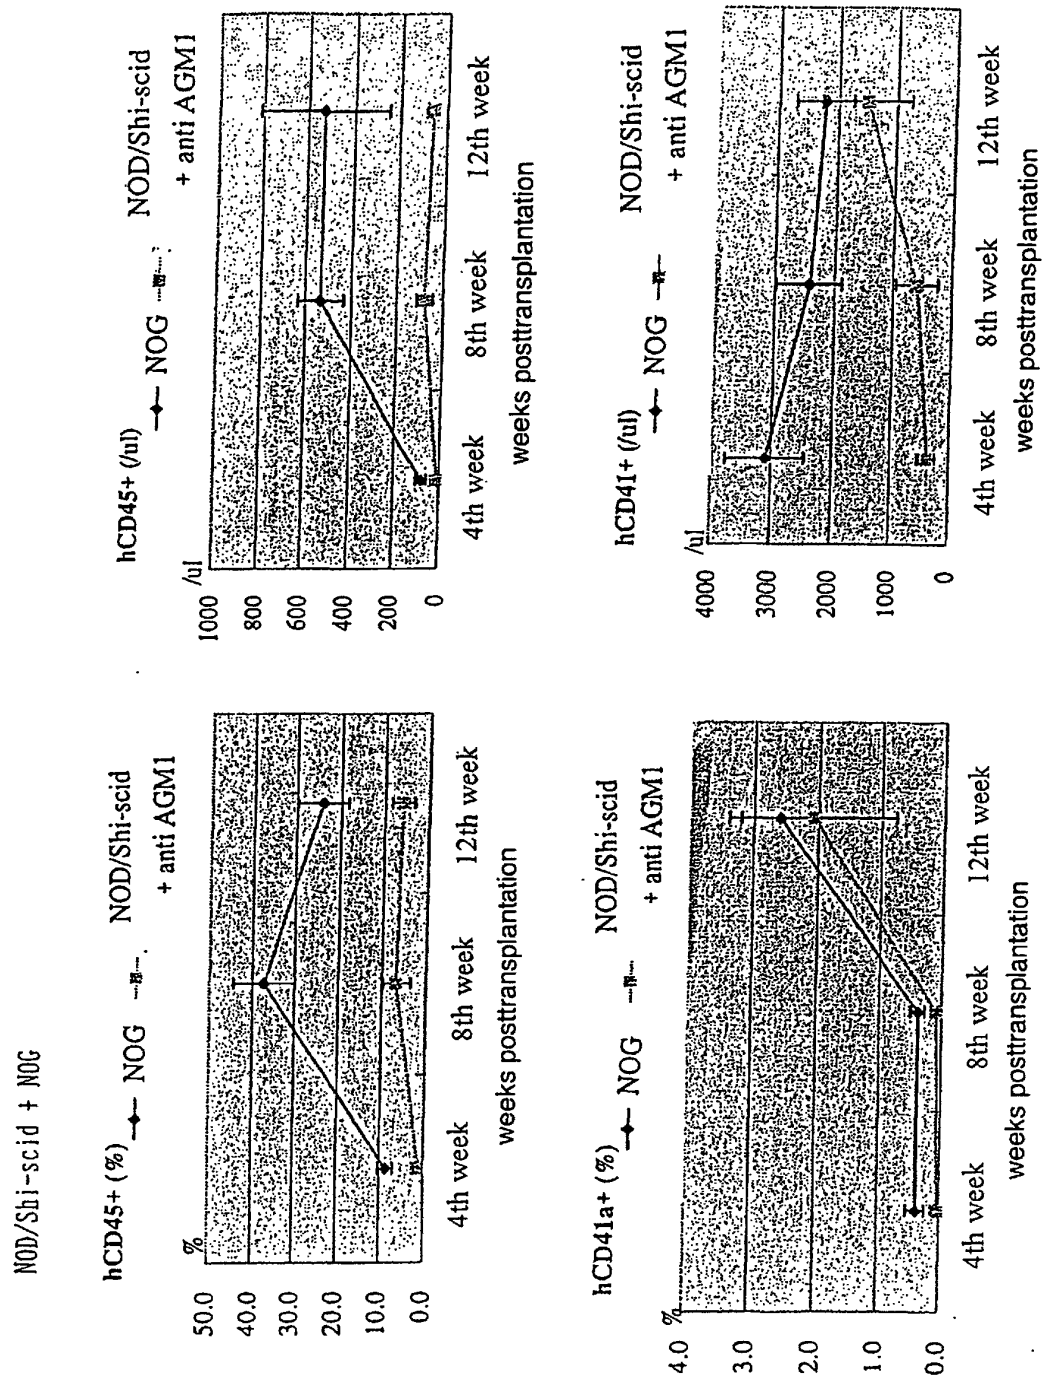 NOD/Shi-scid + NOG
hCD45+ (%)
NOG
NOD/Shi-scid
+ anti AGM1
%
50.0
40.0
30.0
20.0
10.0
0.0
4th week
8th week
12th week
weeks posttransplantation
hCD45+ (/ul)
NOG
NOD/Shi-scid
+ anti AGM1
/ul
1000
800
600
400
200
0
4th week
8th week
12th week
weeks posttransplantation
hCD41a+ (%)
NOG
NOD/Shi-scid
+ anti AGM1
%
4.0
3.0
2.0
1.0
0.0
4th week
8th week
12th week
weeks posttransplantation
hCD41+ (/ul)
NOG
NOD/Shi-scid
+ anti AGM1
/ul
4000
3000
2000
1000
0
4th week
8th week
12th week
weeks posttransplantation